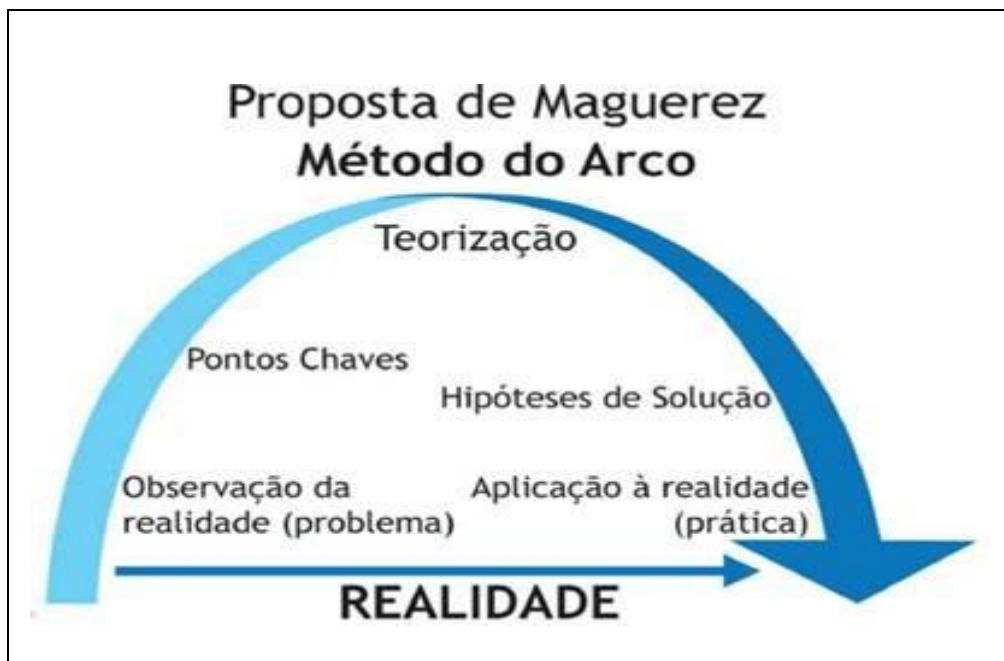 Proposta de Maguerez
Método do Arco
Teorização
Pontos Chaves
Hipóteses de Solução
Observação da
realidade (problema)
Aplicação à realidade
(prática)
REALIDADE